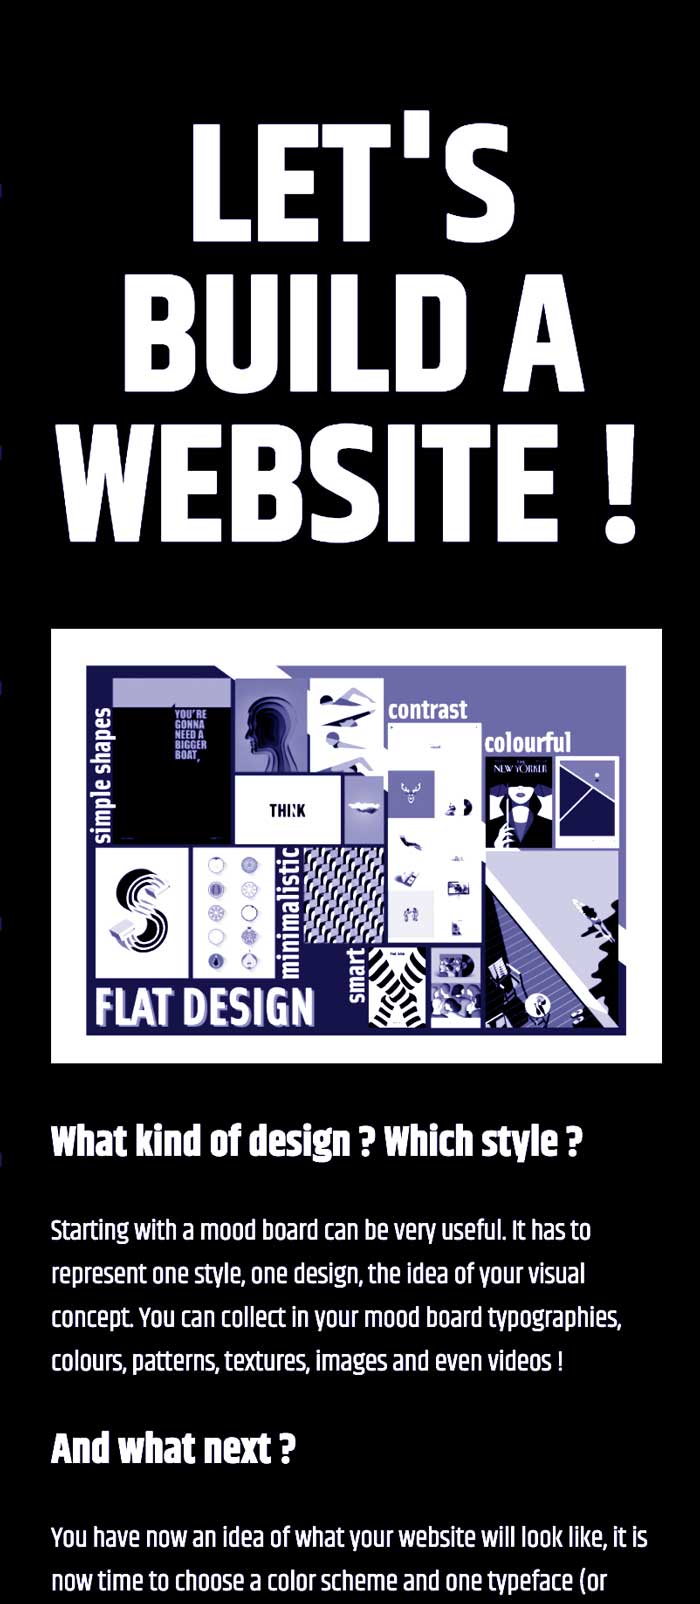 LET'S
BUILD A
WEBSITE !
simple shapes
YOU'RE
GONNA
NEED A
BIGGER
BOAT
THINK
contrast
colourful
THE
NEW YORKER
minimalistic
smart
FLAT DESIGN
What kind of design ? Which style ?
Starting with a mood board can be very useful. It has to
represent one style, one design, the idea of your visual
concept. You can collect in your mood board typographies,
colours, patterns, textures, images and even videos !
And what next ?
You have now an idea of what your website will look like, it is
now time to choose a color scheme and one typeface (or